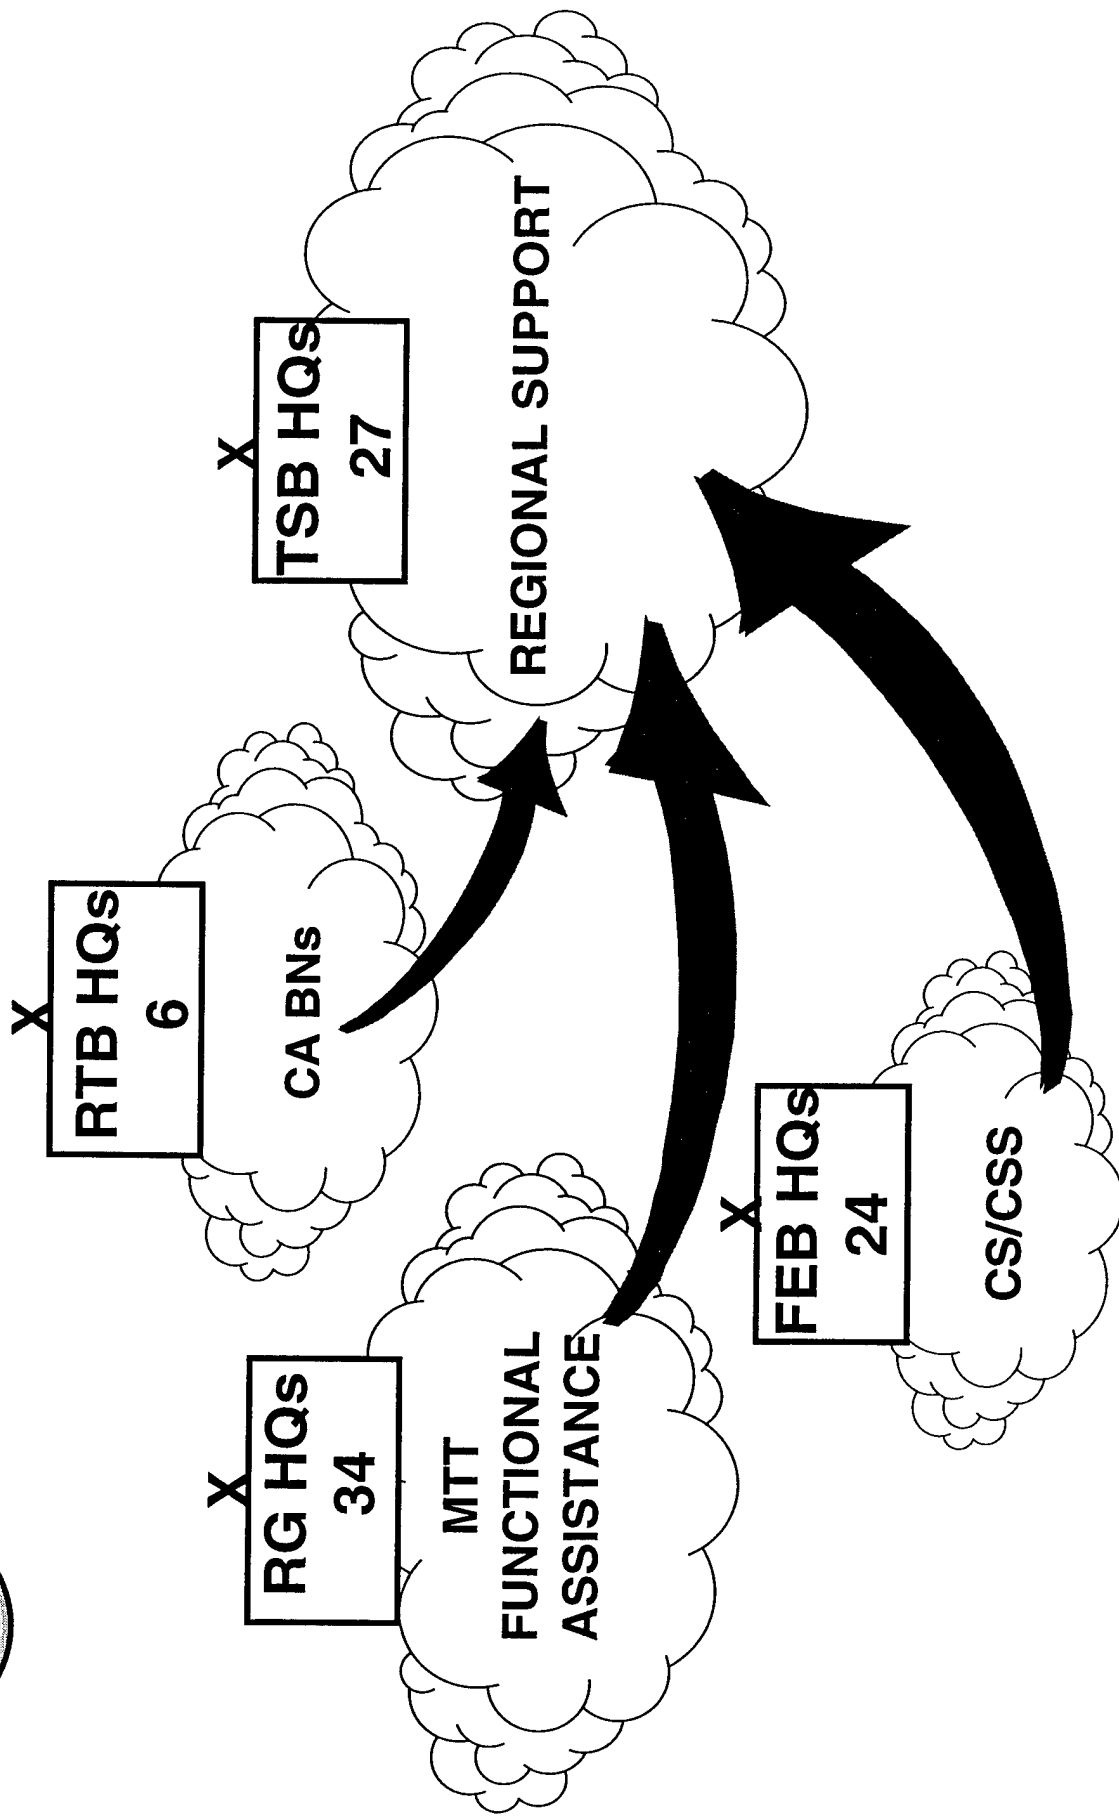 X
RTB HQs
6
CA BNs
X
RG HQs
34
MTT
FUNCTIONAL
ASSISTANCE
X
TSB HQs
27
REGIONAL SUPPORT
X
FEB HQs
24
CS/CSS